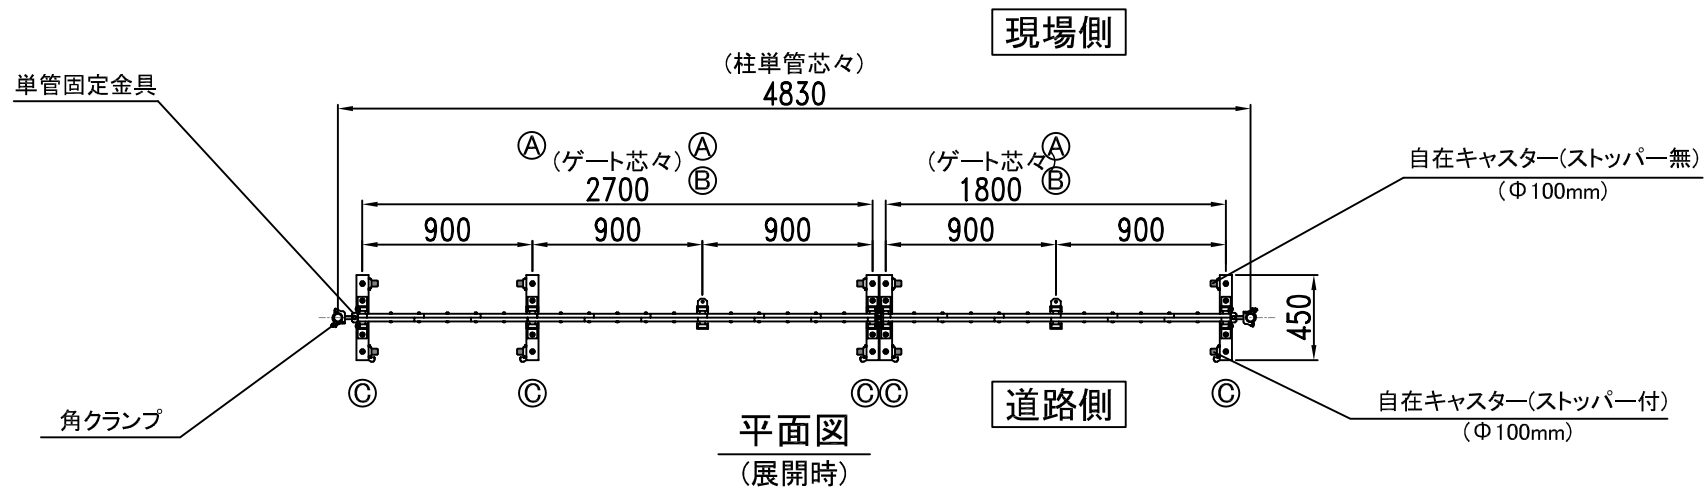 現場側
(柱単管芯々)
4830
単管固定金具
Ⓐ
(ゲート芯々)
2700
Ⓐ
Ⓑ
(ゲート芯々)
1800
Ⓐ
Ⓑ
自在キャスター(ストッパー無)
(Φ100mm)
900
900
900
900
900
450
Ⓒ
Ⓒ
Ⓒ
Ⓒ
Ⓒ
道路側
角クランプ
自在キャスター(ストッパー付)
(Φ100mm)
平面図
(展開時)